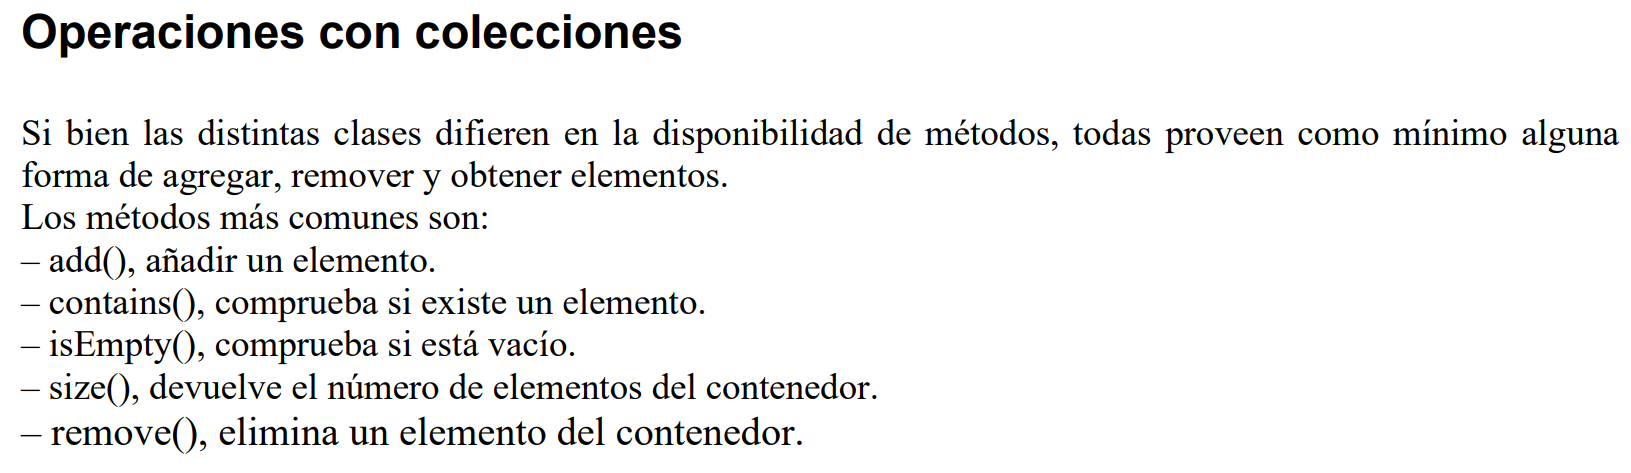 Operaciones con colecciones
Si bien las distintas clases difieren en la disponibilidad de métodos, todas proveen como mínimo alguna
forma de agregar, remover y obtener elementos.
Los métodos más comunes son:
– add(), añadir un elemento.
– contains(), comprueba si existe un elemento.
– isEmpty(), comprueba si está vacío.
– size(), devuelve el número de elementos del contenedor.
– remove(), elimina un elemento del contenedor.